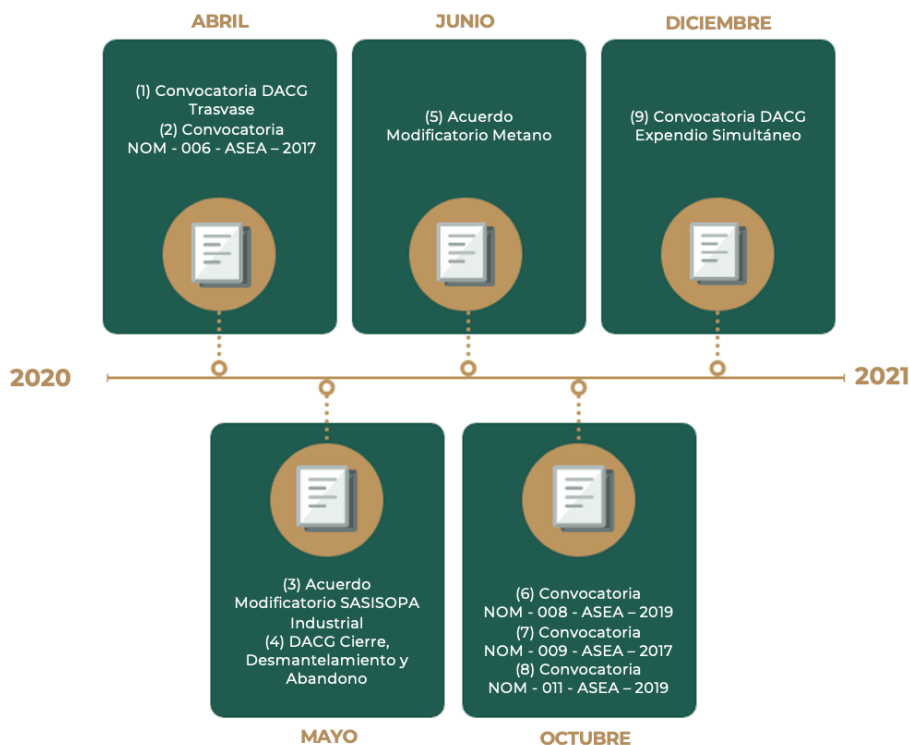 ABRIL
(1) Convocatoria DACG
Trasvase
(2) Convocatoria
NOM - 006 - ASEA – 2017
JUNIO
(5) Acuerdo
Modificatorio Metano
DICIEMBRE
(9) Convocatoria DACG
Expendio Simultáneo
2020
2021
(3) Acuerdo
Modificatorio SASISOPA
Industrial
(4) DACG Cierre,
Desmantelamiento y
Abandono
MAYO
(6) Convocatoria
NOM - 008 - ASEA – 2019
(7) Convocatoria
NOM - 009 - ASEA – 2017
(8) Convocatoria
NOM - 011 - ASEA – 2019
OCTUBRE